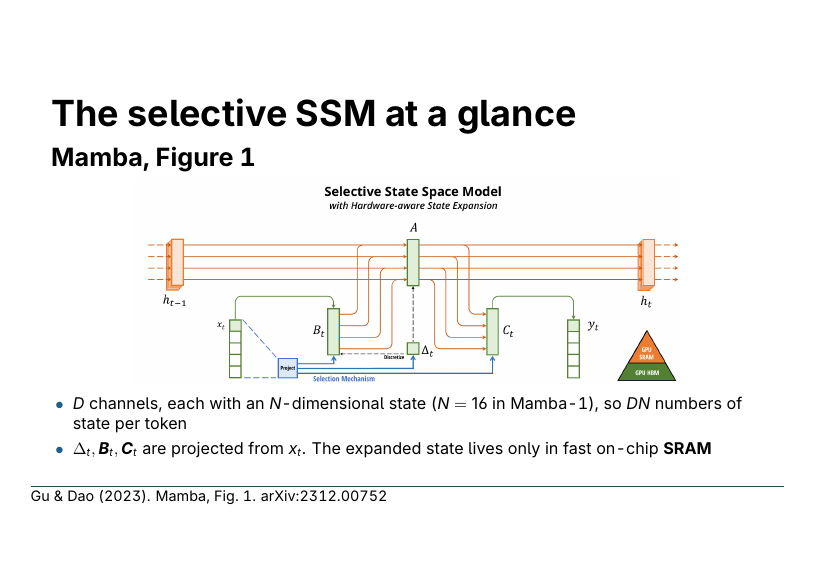 The selective SSM at a glance
Mamba, Figure 1
Selective State Space Model
with Hardware-aware State Expansion
A
h_{t−1}
h_t
x_t
B_t
C_t
y_t
Δ_t
Discretize
Project
Selection Mechanism
GPU
SRAM
GPU HBM
• D channels, each with an N-dimensional state (N = 16 in Mamba-1), so DN numbers of
state per token
• Δ_t, B_t, C_t are projected from x_t. The expanded state lives only in fast on-chip SRAM
Gu & Dao (2023). Mamba, Fig. 1. arXiv:2312.00752